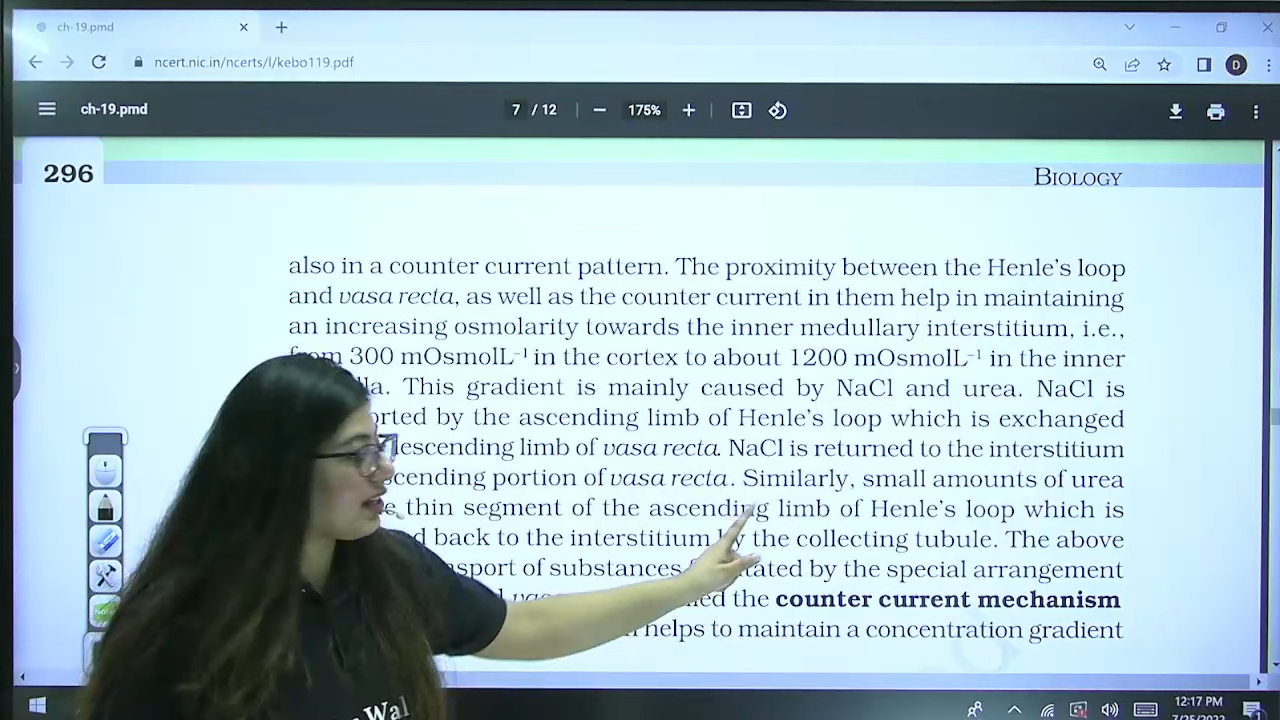 ch-19.pmd
ncert.nic.in/ncerts/l/kebo119.pdf
D
ch-19.pmd
7 / 12
175%
296
BIOLOGY
also in a counter current pattern. The proximity between the Henle's loop
and vasa recta, as well as the counter current in them help in maintaining
an increasing osmolarity towards the inner medullary interstitium, i.e.,
from 300 mOsmolL⁻¹ in the cortex to about 1200 mOsmolL⁻¹ in the inner
This gradient is mainly caused by NaCl and urea. NaCl is
by the ascending limb of Henle's loop which is exchanged
descending limb of vasa recta. NaCl is returned to the interstitium
portion of vasa recta. Similarly, small amounts of urea
thin segment of the ascending limb of Henle's loop which is
back to the interstitium by the collecting tubule. The above
of substances facilitated by the special arrangement
the counter current mechanism
helps to maintain a concentration gradient
12:17 PM
7/25/2022